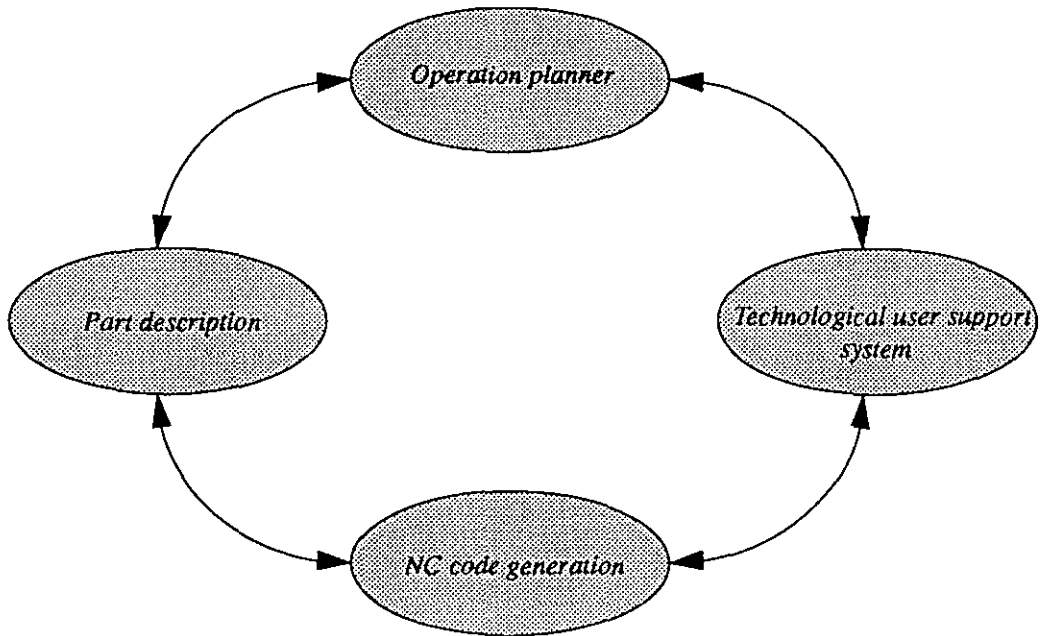 Operation planner
Part description
Technological user support
system
NC code generation